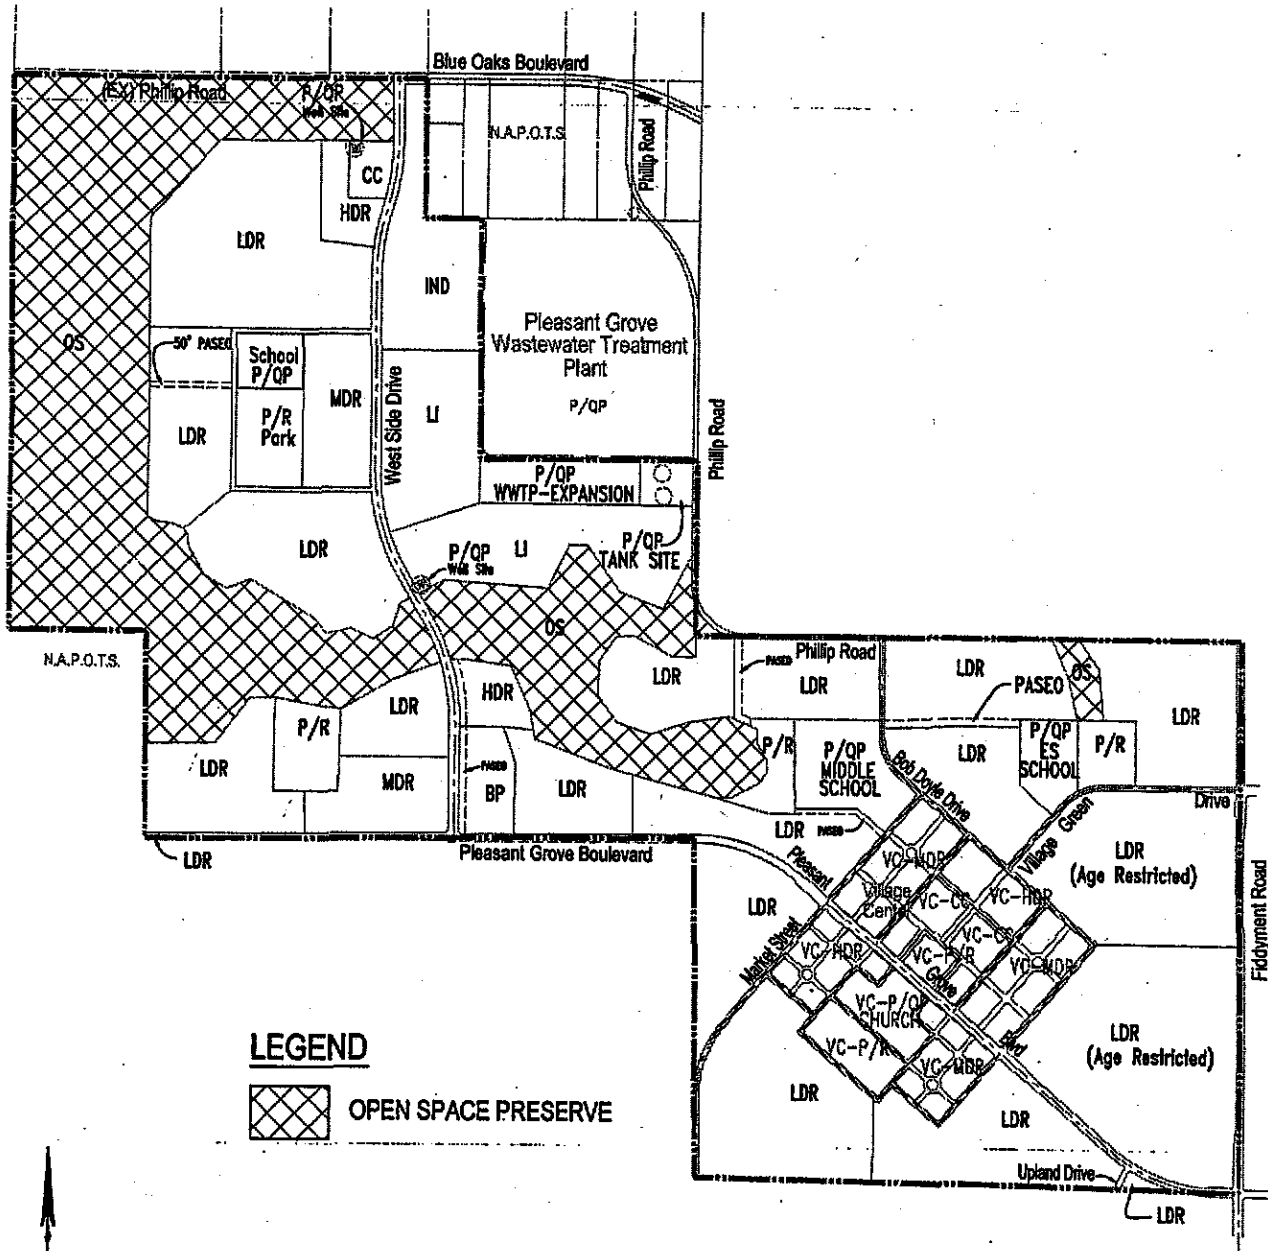 Blue Oaks Boulevard
(EX) Phillip Road
P/QP
Well Site
N.A.P.O.T.S.
Phillip Road
CC
HDR
LDR
IND
Pleasant Grove
Wastewater Treatment
Plant
P/QP
OS
50' PASEO
School
P/QP
MDR
West Side Drive
LI
P/R
Park
LDR
Phillip Road
P/QP
WWTP-EXPANSION
P/QP
TANK SITE
LDR
P/QP
Well Site
LI
OS
N.A.P.O.T.S.
LDR
HDR
LDR
PASEO
Phillip Road
LDR
LDR
PASEO
OS
LDR
P/R
LDR
MDR
PASEO
BP
LDR
P/R
P/QP
MIDDLE
SCHOOL
Bob Doyle Drive
LDR
P/QP
ES
SCHOOL
P/R
Village Green
Drive
LDR
Pleasant Grove Boulevard
LDR
PASEO
Pleasant
Grove
Blvd
LDR
Market Street
VC-MDR
Village
Center
VC-CC
VC-HDR
VC-HDR
VC-P/R
VC-CC
VC-MDR
VC-P/QP
CHURCH
VC-P/R
VC-MDR
LDR
(Age Restricted)
Fiddyment Road
LDR
(Age Restricted)
LDR
LDR
Upland Drive
LDR
LEGEND
OPEN SPACE PRESERVE